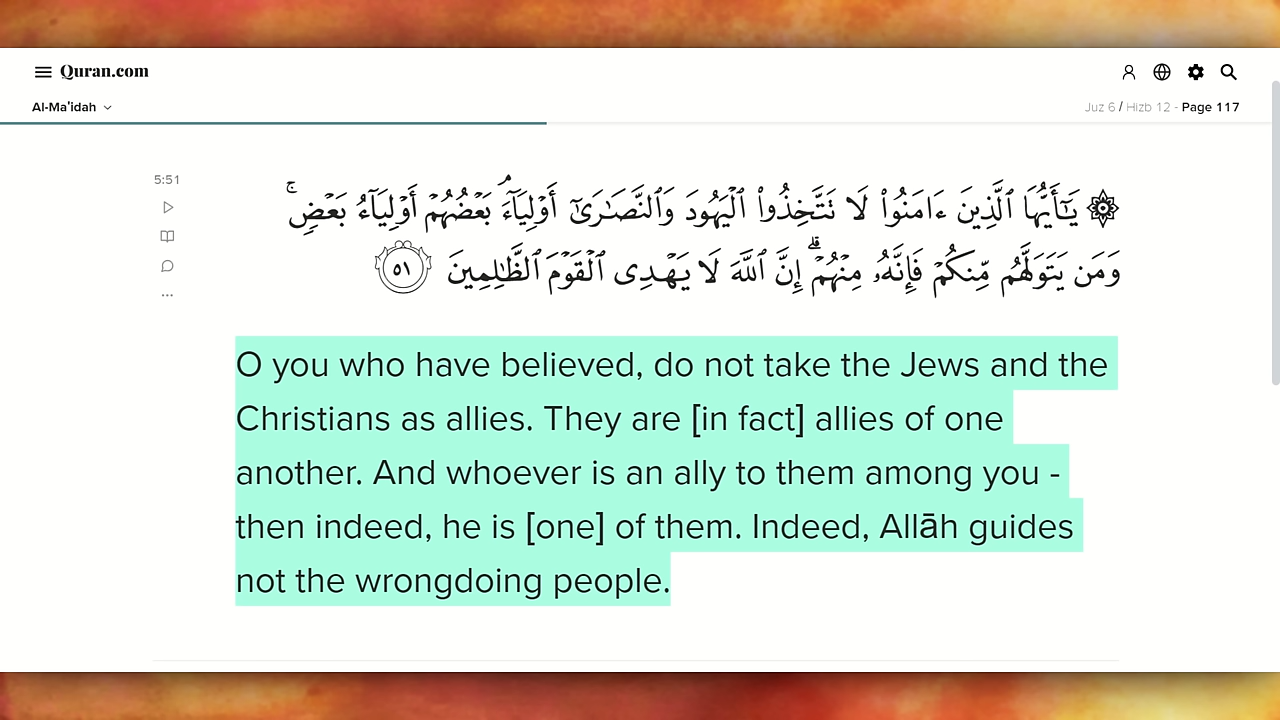 Quran.com
Al-Ma'idah
Juz 6 / Hizb 12 - Page 117
5:51
۞ يَـٰٓأَيُّهَا ٱلَّذِينَ ءَامَنُوا۟ لَا تَتَّخِذُوا۟ ٱلْيَهُودَ وَٱلنَّصَـٰرَىٰٓ أَوْلِيَآءَ ۘ بَعْضُهُمْ أَوْلِيَآءُ بَعْضٍۢ ۚ
وَمَن يَتَوَلَّهُم مِّنكُمْ فَإِنَّهُۥ مِنْهُمْ ۗ إِنَّ ٱللَّهَ لَا يَهْدِى ٱلْقَوْمَ ٱلظَّـٰلِمِينَ ٥١
O you who have believed, do not take the Jews and the
Christians as allies. They are [in fact] allies of one
another. And whoever is an ally to them among you -
then indeed, he is [one] of them. Indeed, Allāh guides
not the wrongdoing people.